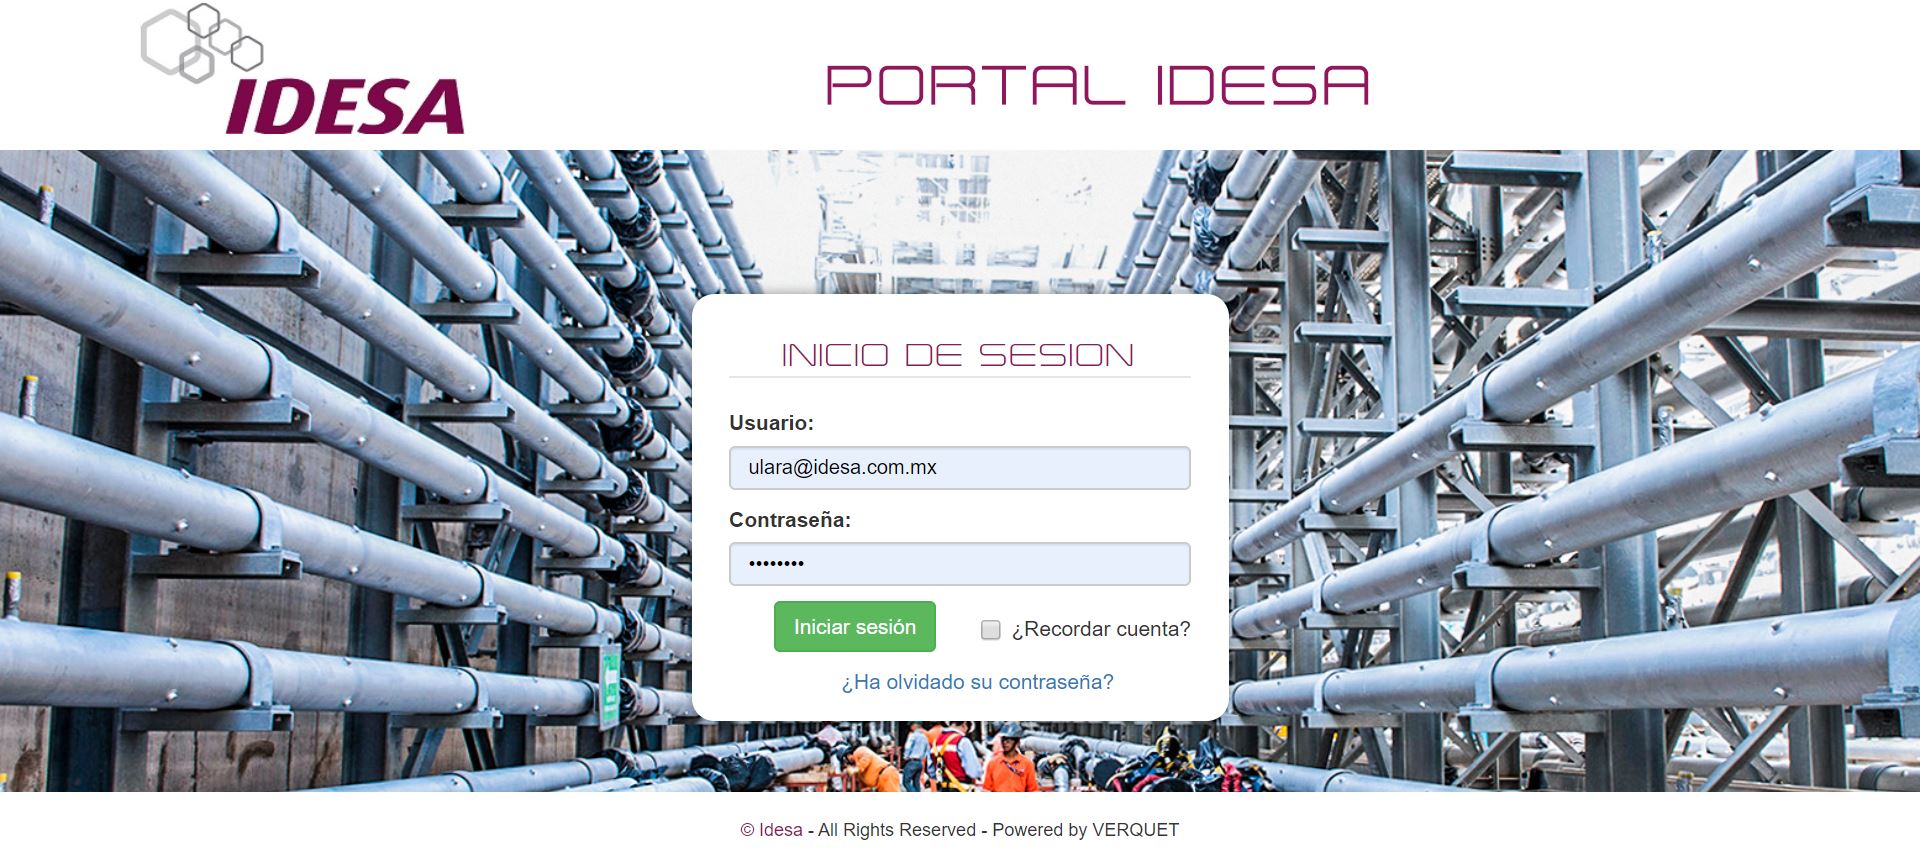 IDESA
PORTAL IDESA
INICIO DE SESION
Usuario:
ulara@idesa.com.mx
Contraseña:
••••••••
Iniciar sesión
¿Recordar cuenta?
¿Ha olvidado su contraseña?
© Idesa - All Rights Reserved - Powered by VERQUET